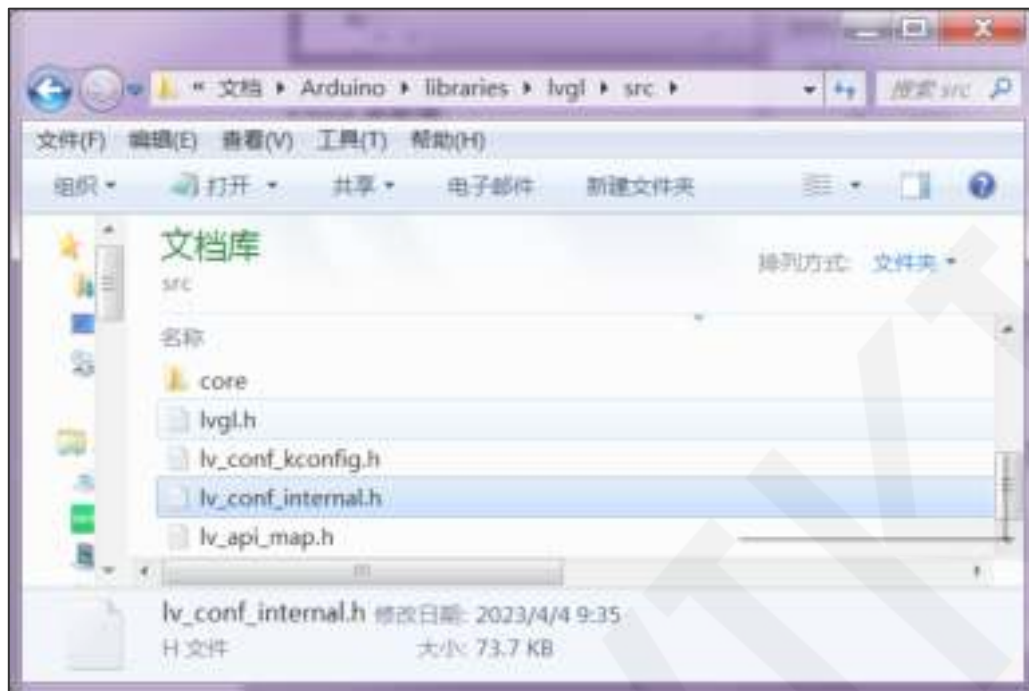 « 文档 ▸ Arduino ▸ libraries ▸ lvgl ▸ src ▸ 搜索 src
文件(F) 编辑(E) 查看(V) 工具(T) 帮助(H)
组织 打开 共享 电子邮件 新建文件夹
文档库
src
排列方式: 文件夹
名称
core
lvgl.h
lv_conf_kconfig.h
lv_conf_internal.h
lv_api_map.h
lv_conf_internal.h 修改日期: 2023/4/4 9:35
H 文件 大小: 73.7 KB